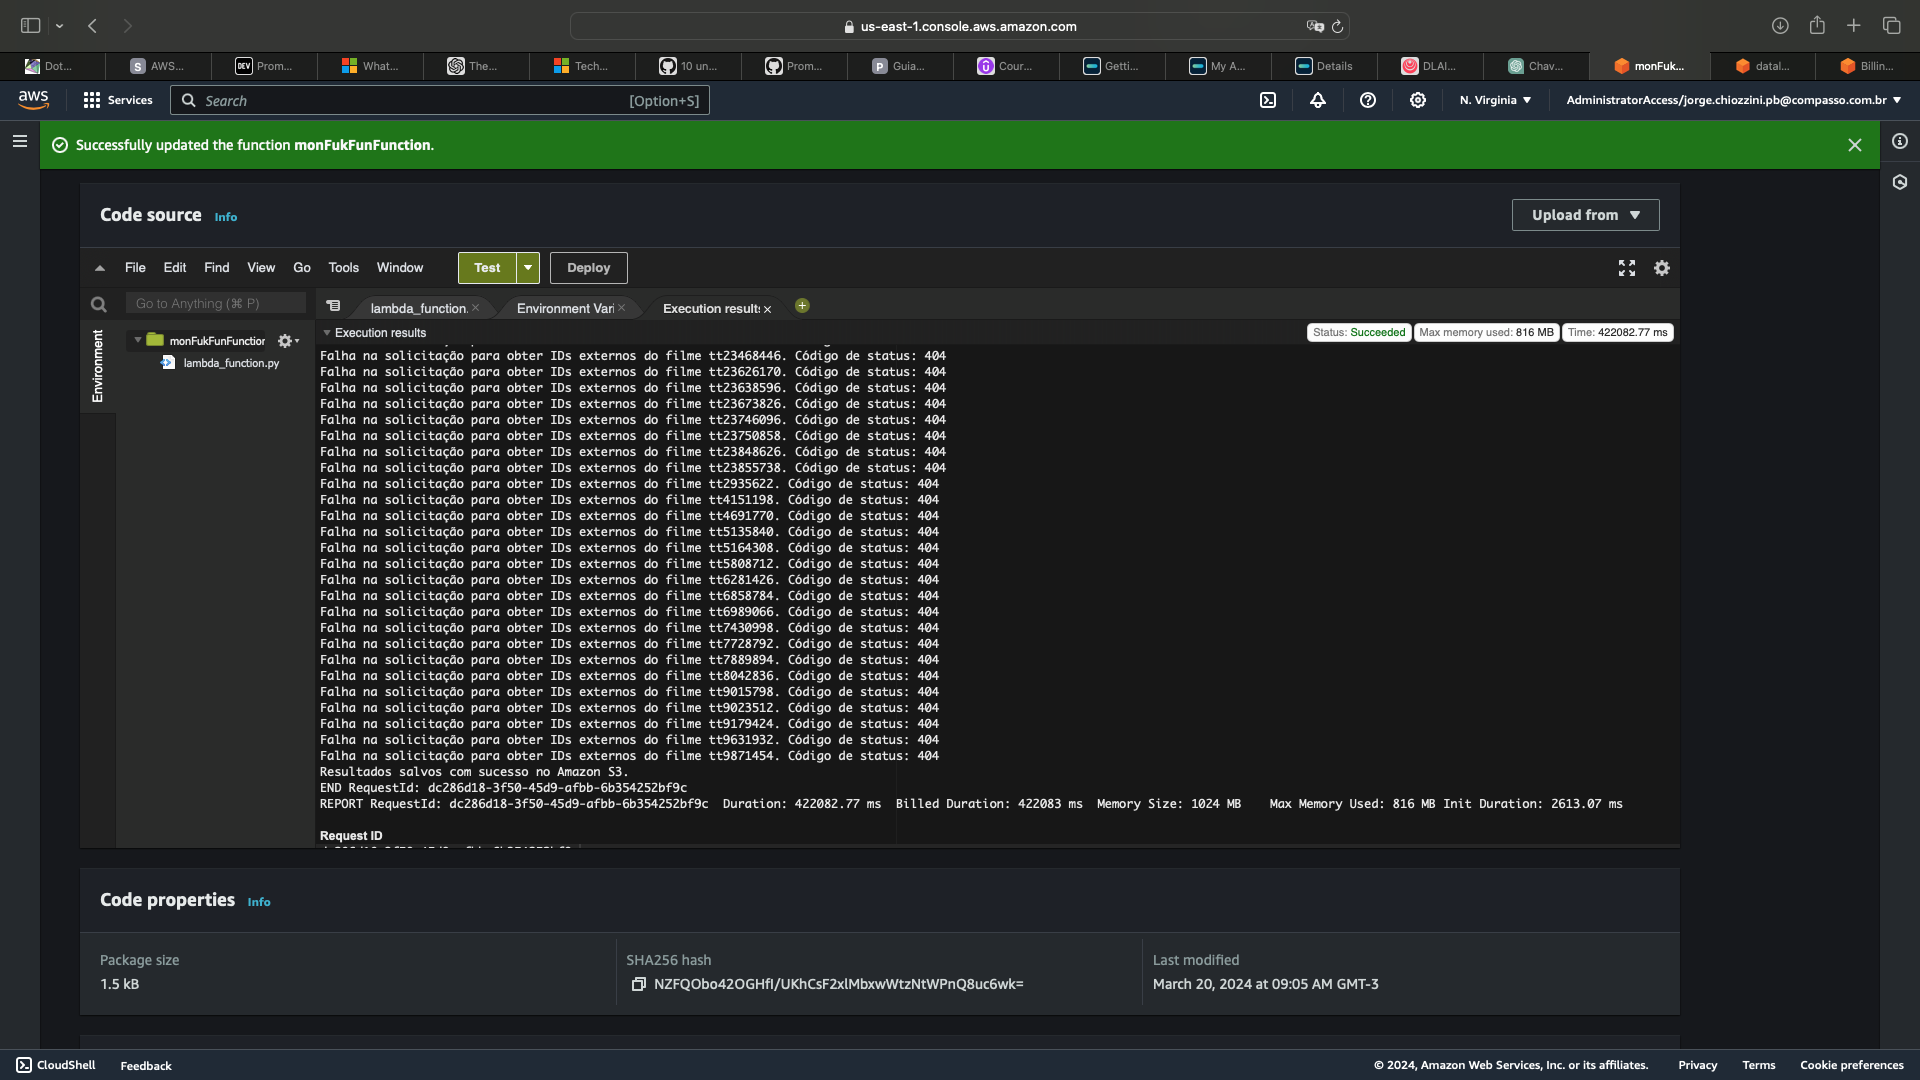 us-east-1.console.aws.amazon.com
Dot...
S AWS...
DEV Prom...
What...
The...
Tech...
10 un...
Prom...
P Guia...
Cour...
Getti...
My A...
Details
DLAI...
Chav...
monFuk...
datal...
Billin...
aws
Services
Search
[Option+S]
N. Virginia
AdministratorAccess/jorge.chiozzini.pb@compasso.com.br
Successfully updated the function monFukFunFunction.
Code source Info
Upload from
File Edit Find View Go Tools Window
Test
Deploy
Go to Anything (⌘ P)
lambda_function.
Environment Vari
Execution results
Environment
monFukFunFunction
lambda_function.py
Execution results
Status: Succeeded
Max memory used: 816 MB
Time: 422082.77 ms
Falha na solicitação para obter IDs externos do filme tt23468446. Código de status: 404
Falha na solicitação para obter IDs externos do filme tt23626170. Código de status: 404
Falha na solicitação para obter IDs externos do filme tt23638596. Código de status: 404
Falha na solicitação para obter IDs externos do filme tt23673826. Código de status: 404
Falha na solicitação para obter IDs externos do filme tt23746096. Código de status: 404
Falha na solicitação para obter IDs externos do filme tt23750858. Código de status: 404
Falha na solicitação para obter IDs externos do filme tt23848626. Código de status: 404
Falha na solicitação para obter IDs externos do filme tt23855738. Código de status: 404
Falha na solicitação para obter IDs externos do filme tt2935622. Código de status: 404
Falha na solicitação para obter IDs externos do filme tt4151198. Código de status: 404
Falha na solicitação para obter IDs externos do filme tt4691770. Código de status: 404
Falha na solicitação para obter IDs externos do filme tt5135840. Código de status: 404
Falha na solicitação para obter IDs externos do filme tt5164308. Código de status: 404
Falha na solicitação para obter IDs externos do filme tt5808712. Código de status: 404
Falha na solicitação para obter IDs externos do filme tt6281426. Código de status: 404
Falha na solicitação para obter IDs externos do filme tt6858784. Código de status: 404
Falha na solicitação para obter IDs externos do filme tt6989066. Código de status: 404
Falha na solicitação para obter IDs externos do filme tt7430998. Código de status: 404
Falha na solicitação para obter IDs externos do filme tt7728792. Código de status: 404
Falha na solicitação para obter IDs externos do filme tt7889894. Código de status: 404
Falha na solicitação para obter IDs externos do filme tt8042836. Código de status: 404
Falha na solicitação para obter IDs externos do filme tt9015798. Código de status: 404
Falha na solicitação para obter IDs externos do filme tt9023512. Código de status: 404
Falha na solicitação para obter IDs externos do filme tt9179424. Código de status: 404
Falha na solicitação para obter IDs externos do filme tt9631932. Código de status: 404
Falha na solicitação para obter IDs externos do filme tt9871454. Código de status: 404
Resultados salvos com sucesso no Amazon S3.
END RequestId: dc286d18-3f50-45d9-afbb-6b354252bf9c
REPORT RequestId: dc286d18-3f50-45d9-afbb-6b354252bf9c Duration: 422082.77 ms Billed Duration: 422083 ms Memory Size: 1024 MB Max Memory Used: 816 MB Init Duration: 2613.07 ms
Request ID
Code properties Info
Package size
1.5 kB
SHA256 hash
NZFQObo42OGHfI/UKhCsF2xlMbxwWtzNtWPnQ8uc6wk=
Last modified
March 20, 2024 at 09:05 AM GMT-3
CloudShell
Feedback
© 2024, Amazon Web Services, Inc. or its affiliates.
Privacy
Terms
Cookie preferences